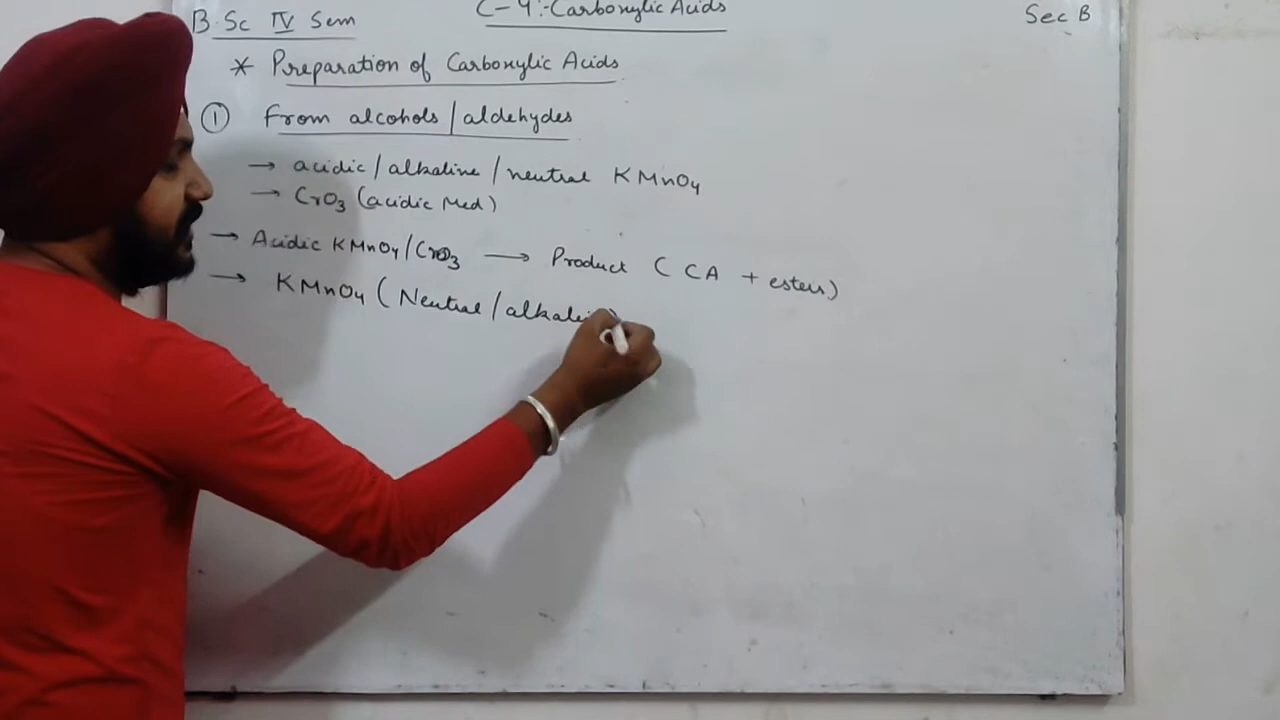 B.Sc IV Sem
C-4:-Carboxylic Acids
Sec B
* Preparation of Carboxylic Acids
① From alcohols/aldehydes
→ acidic/alkaline/neutral KMnO4
→ CrO3 (acidic Med)
→ Acidic KMnO4/CrO3 → Product (CA + esters)
→ KMnO4 (Neutral/alkali